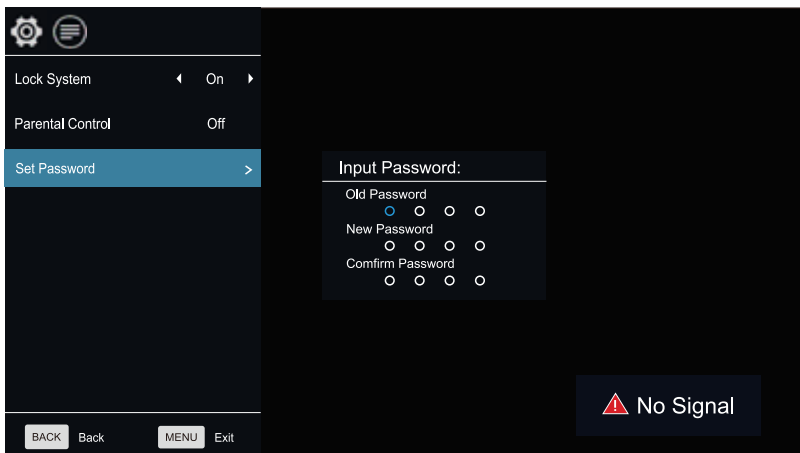 Lock System On
Parental Control Off
Set Password >
Input Password:
Old Password
New Password
Comfirm Password
No Signal
BACK Back MENU Exit